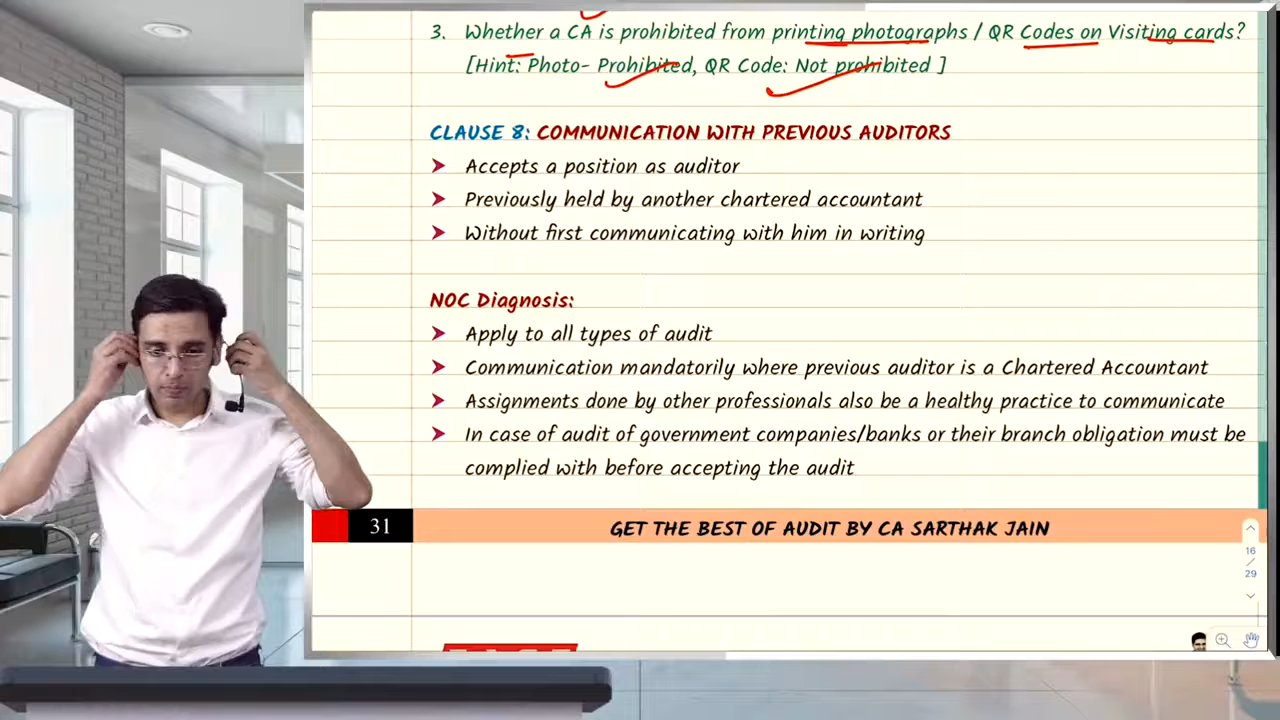 3. Whether a CA is prohibited from printing photographs / QR Codes on Visiting cards?
[Hint: Photo- Prohibited, QR Code: Not prohibited ]
CLAUSE 8: COMMUNICATION WITH PREVIOUS AUDITORS
➤ Accepts a position as auditor
➤ Previously held by another chartered accountant
➤ Without first communicating with him in writing
NOC Diagnosis:
➤ Apply to all types of audit
➤ Communication mandatorily where previous auditor is a Chartered Accountant
➤ Assignments done by other professionals also be a healthy practice to communicate
➤ In case of audit of government companies/banks or their branch obligation must be
complied with before accepting the audit
31 GET THE BEST OF AUDIT BY CA SARTHAK JAIN
16
/
29